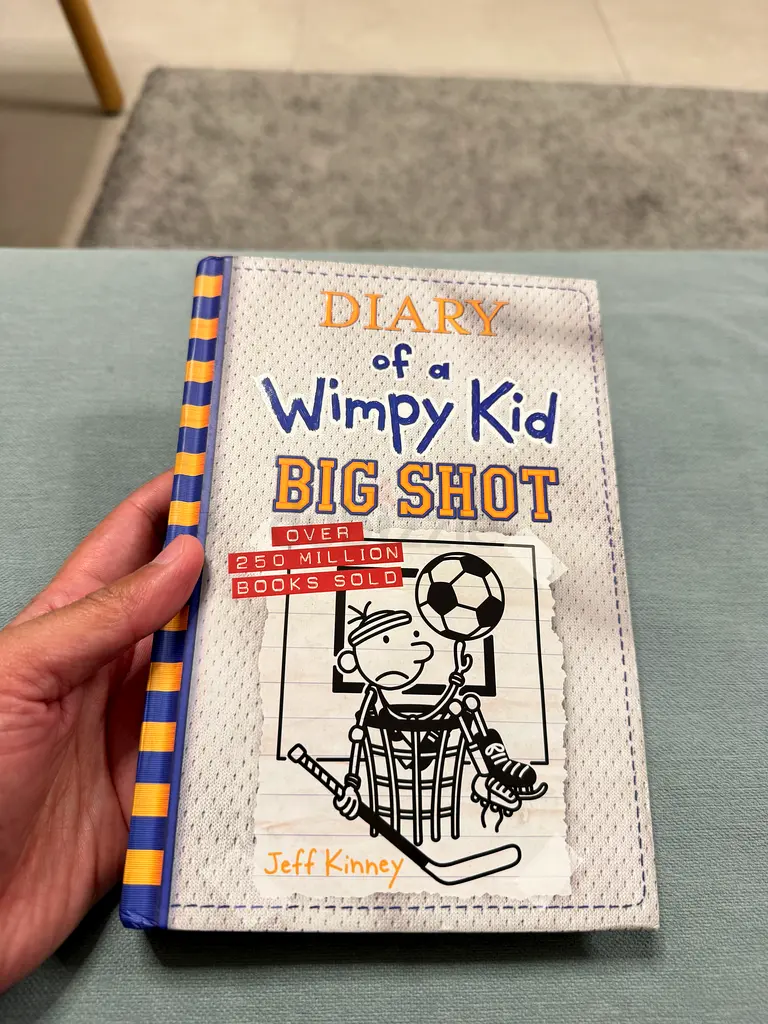 DIARY
of a
Wimpy Kid
BIG SHOT
OVER
250 MILLION
BOOKS SOLD
Jeff Kinney